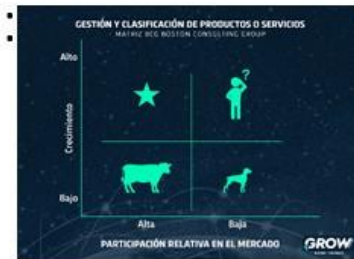 GESTIÓN Y CLASIFICACIÓN DE PRODUCTOS O SERVICIOS
MATRIZ BCG BOSTON CONSULTING GROUP
Alto
?
Crecimiento
Bajo
Alta
Baja
PARTICIPACIÓN RELATIVA EN EL MERCADO
GROW